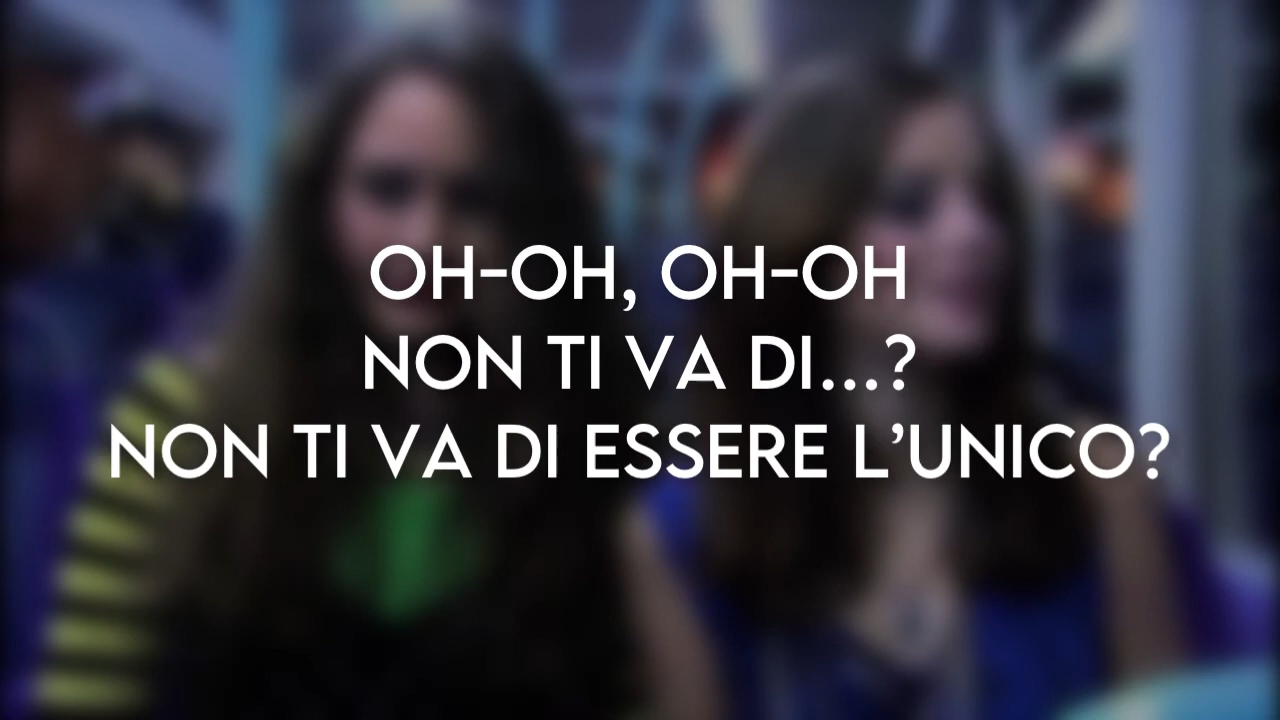 OH-OH, OH-OH
NON TI VA DI...?
NON TI VA DI ESSERE L’UNICO?